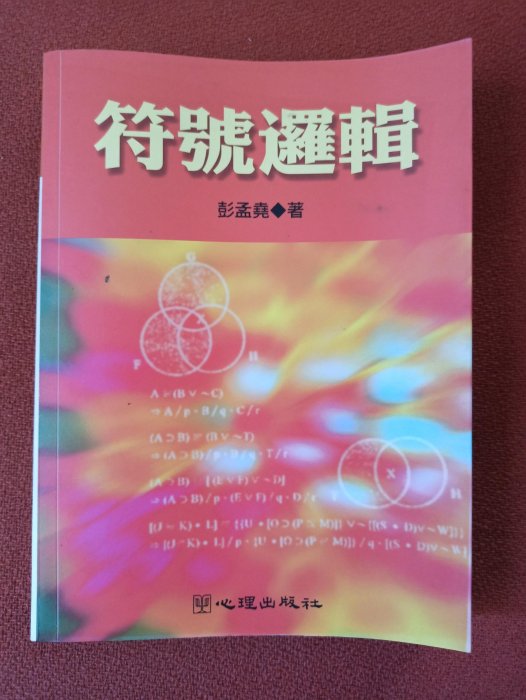 符號邏輯
彭孟堯◆著
G
F H
A ⊃ (B ∨ ~C)
⇒ A / p · B / q · C / r
(A ⊃ B) ≡ (B ∨ ~T)
⇒ (A ⊃ B) / p · B / q · T / r
X
H
(A ⊃ B) [(E ∨ F) ∨ ~D]
⇒ (A ⊃ B) / p · (E ∨ F) / q · D / r
心理出版社